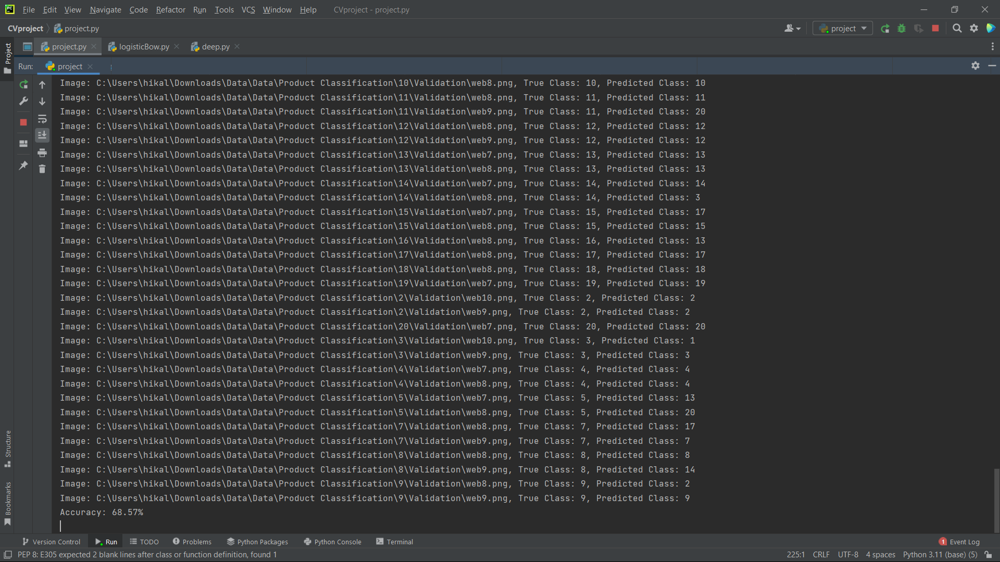 File Edit View Navigate Code Refactor Run Tools VCS Window Help CVproject - project.py
CVproject project.py project
project.py logisticBow.py deep.py
Run: project
Project
Image: C:\Users\hikal\Downloads\Data\Data\Product Classification\10\Validation\web8.png, True Class: 10, Predicted Class: 10
Image: C:\Users\hikal\Downloads\Data\Data\Product Classification\11\Validation\web8.png, True Class: 11, Predicted Class: 11
Image: C:\Users\hikal\Downloads\Data\Data\Product Classification\11\Validation\web9.png, True Class: 11, Predicted Class: 20
Image: C:\Users\hikal\Downloads\Data\Data\Product Classification\12\Validation\web8.png, True Class: 12, Predicted Class: 12
Image: C:\Users\hikal\Downloads\Data\Data\Product Classification\12\Validation\web9.png, True Class: 12, Predicted Class: 12
Image: C:\Users\hikal\Downloads\Data\Data\Product Classification\13\Validation\web7.png, True Class: 13, Predicted Class: 13
Image: C:\Users\hikal\Downloads\Data\Data\Product Classification\13\Validation\web8.png, True Class: 13, Predicted Class: 13
Image: C:\Users\hikal\Downloads\Data\Data\Product Classification\14\Validation\web7.png, True Class: 14, Predicted Class: 14
Image: C:\Users\hikal\Downloads\Data\Data\Product Classification\14\Validation\web8.png, True Class: 14, Predicted Class: 3
Image: C:\Users\hikal\Downloads\Data\Data\Product Classification\15\Validation\web7.png, True Class: 15, Predicted Class: 17
Image: C:\Users\hikal\Downloads\Data\Data\Product Classification\15\Validation\web8.png, True Class: 15, Predicted Class: 15
Image: C:\Users\hikal\Downloads\Data\Data\Product Classification\16\Validation\web8.png, True Class: 16, Predicted Class: 13
Image: C:\Users\hikal\Downloads\Data\Data\Product Classification\17\Validation\web8.png, True Class: 17, Predicted Class: 17
Image: C:\Users\hikal\Downloads\Data\Data\Product Classification\18\Validation\web8.png, True Class: 18, Predicted Class: 18
Image: C:\Users\hikal\Downloads\Data\Data\Product Classification\19\Validation\web7.png, True Class: 19, Predicted Class: 19
Image: C:\Users\hikal\Downloads\Data\Data\Product Classification\2\Validation\web10.png, True Class: 2, Predicted Class: 2
Image: C:\Users\hikal\Downloads\Data\Data\Product Classification\2\Validation\web9.png, True Class: 2, Predicted Class: 2
Image: C:\Users\hikal\Downloads\Data\Data\Product Classification\20\Validation\web7.png, True Class: 20, Predicted Class: 20
Image: C:\Users\hikal\Downloads\Data\Data\Product Classification\3\Validation\web10.png, True Class: 3, Predicted Class: 1
Image: C:\Users\hikal\Downloads\Data\Data\Product Classification\3\Validation\web9.png, True Class: 3, Predicted Class: 3
Image: C:\Users\hikal\Downloads\Data\Data\Product Classification\4\Validation\web7.png, True Class: 4, Predicted Class: 4
Image: C:\Users\hikal\Downloads\Data\Data\Product Classification\4\Validation\web8.png, True Class: 4, Predicted Class: 4
Image: C:\Users\hikal\Downloads\Data\Data\Product Classification\5\Validation\web7.png, True Class: 5, Predicted Class: 13
Image: C:\Users\hikal\Downloads\Data\Data\Product Classification\5\Validation\web8.png, True Class: 5, Predicted Class: 20
Image: C:\Users\hikal\Downloads\Data\Data\Product Classification\7\Validation\web8.png, True Class: 7, Predicted Class: 17
Image: C:\Users\hikal\Downloads\Data\Data\Product Classification\7\Validation\web9.png, True Class: 7, Predicted Class: 7
Image: C:\Users\hikal\Downloads\Data\Data\Product Classification\8\Validation\web8.png, True Class: 8, Predicted Class: 8
Image: C:\Users\hikal\Downloads\Data\Data\Product Classification\8\Validation\web9.png, True Class: 8, Predicted Class: 14
Image: C:\Users\hikal\Downloads\Data\Data\Product Classification\9\Validation\web8.png, True Class: 9, Predicted Class: 2
Image: C:\Users\hikal\Downloads\Data\Data\Product Classification\9\Validation\web9.png, True Class: 9, Predicted Class: 9
Accuracy: 68.57%
Structure
Bookmarks
Version Control Run TODO Problems Python Packages Python Console Terminal 1 Event Log
PEP 8: E305 expected 2 blank lines after class or function definition, found 1 225:1 CRLF UTF-8 4 spaces Python 3.11 (base) (5)